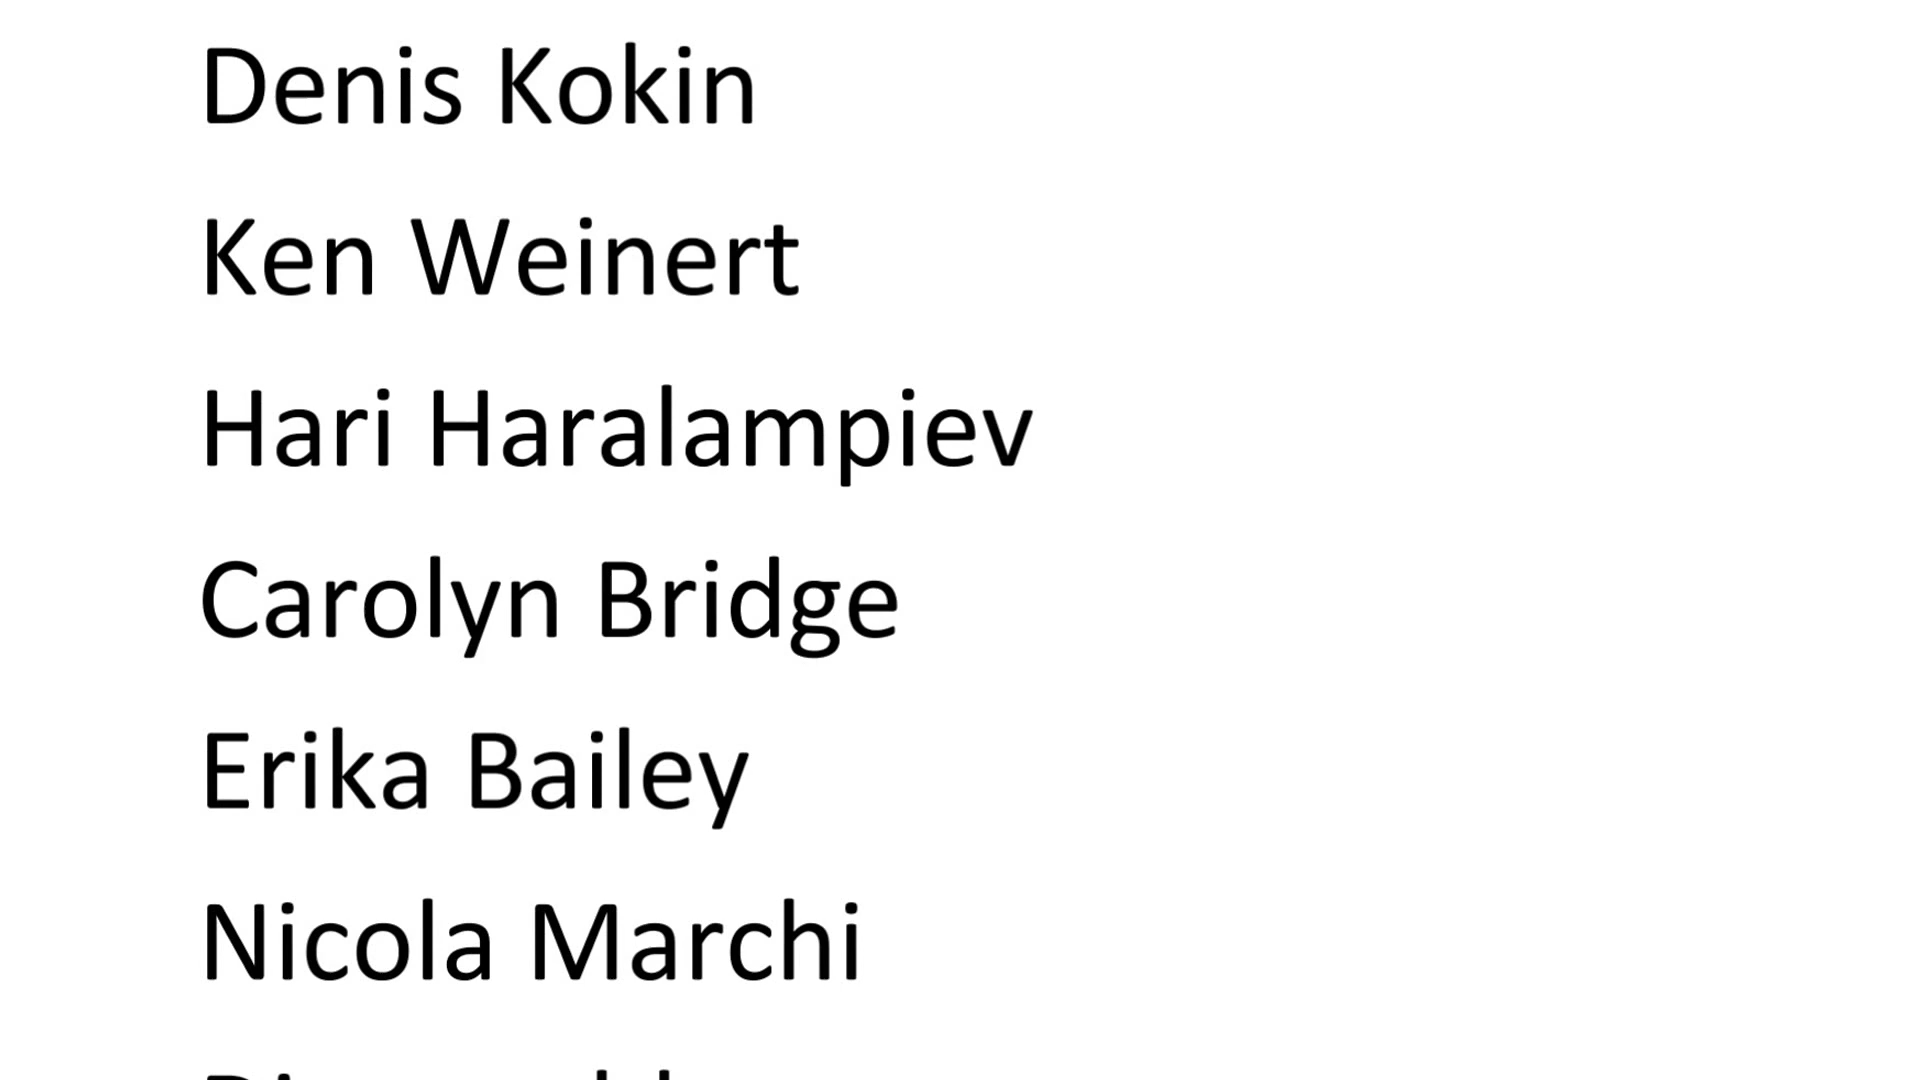 Denis Kokin
Ken Weinert
Hari Haralampiev
Carolyn Bridge
Erika Bailey
Nicola Marchi